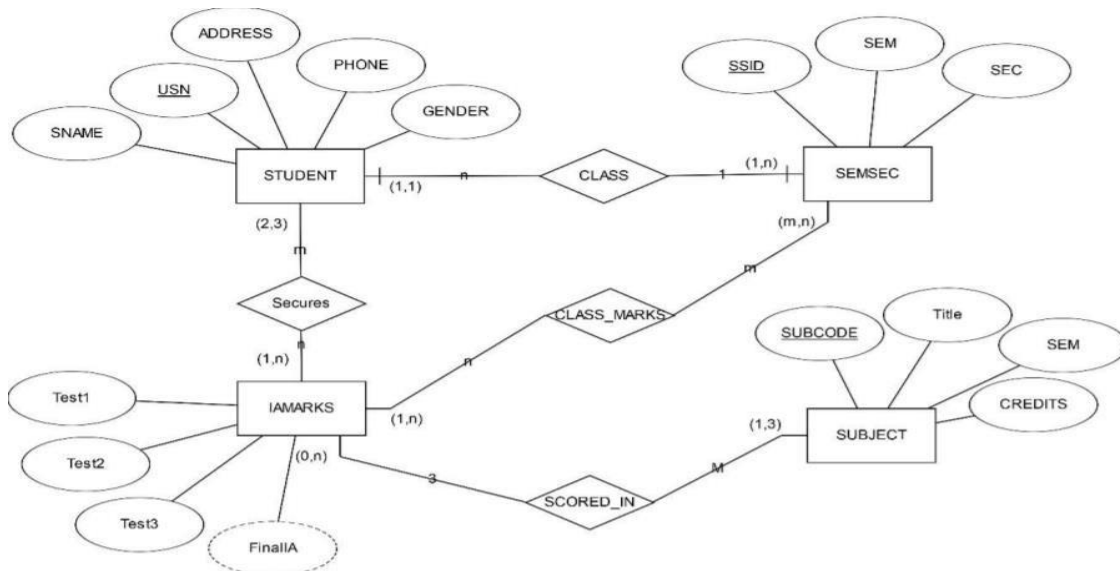 ADDRESS
SEM
PHONE
SSID
USN
SEC
GENDER
SNAME
STUDENT
(1,1)
n
CLASS
1
(1,n)
SEMSEC
(2,3)
(m,n)
m
m
Secures
CLASS_MARKS
n
n
(1,n)
SUBCODE
Title
SEM
Test1
IAMARKS
(1,n)
CREDITS
(1,3)
SUBJECT
Test2
(0,n)
3
M
SCORED_IN
Test3
FinalIA